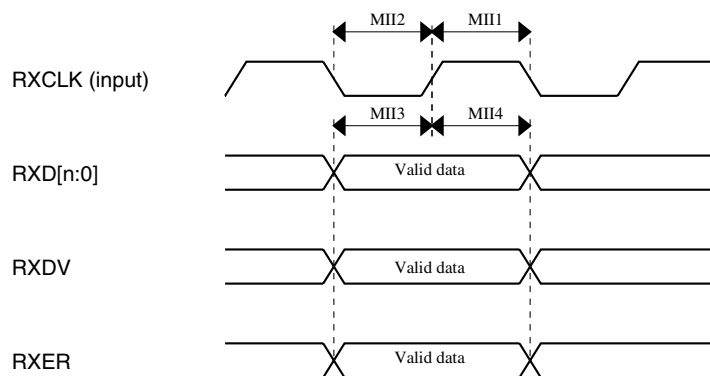 MII2 MII1
RXCLK (input)
MII3 MII4
RXD[n:0] Valid data
RXDV Valid data
RXER Valid data